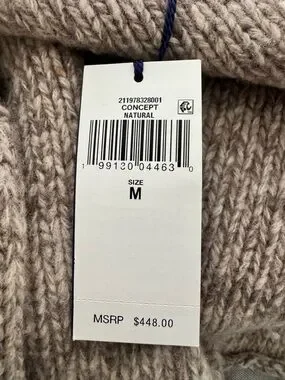 211978328001
CONCEPT
NATURAL
1 99130 04463 0
SIZE
M
MSRP $448.00